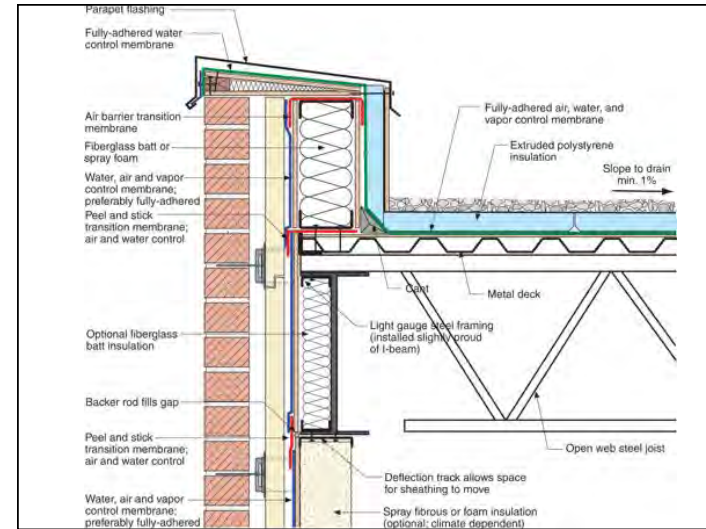 Parapet flashing
Fully-adhered water
control membrane
Air barrier transition
membrane
Fiberglass batt or
spray foam
Water, air and vapor
control membrane;
preferably fully-adhered
Peel and stick
transition membrane;
air and water control
Optional fiberglass
batt insulation
Backer rod fills gap
Peel and stick
transition membrane;
air and water control
Water, air and vapor
control membrane;
preferably fully-adhered
Fully-adhered air, water, and
vapor control membrane
Extruded polystyrene
insulation
Slope to drain
min. 1%
Cant
Metal deck
Light gauge steel framing
(installed slightly proud
of I-beam)
Open web steel joist
Deflection track allows space
for sheathing to move
Spray fibrous or foam insulation
(optional; climate dependent)